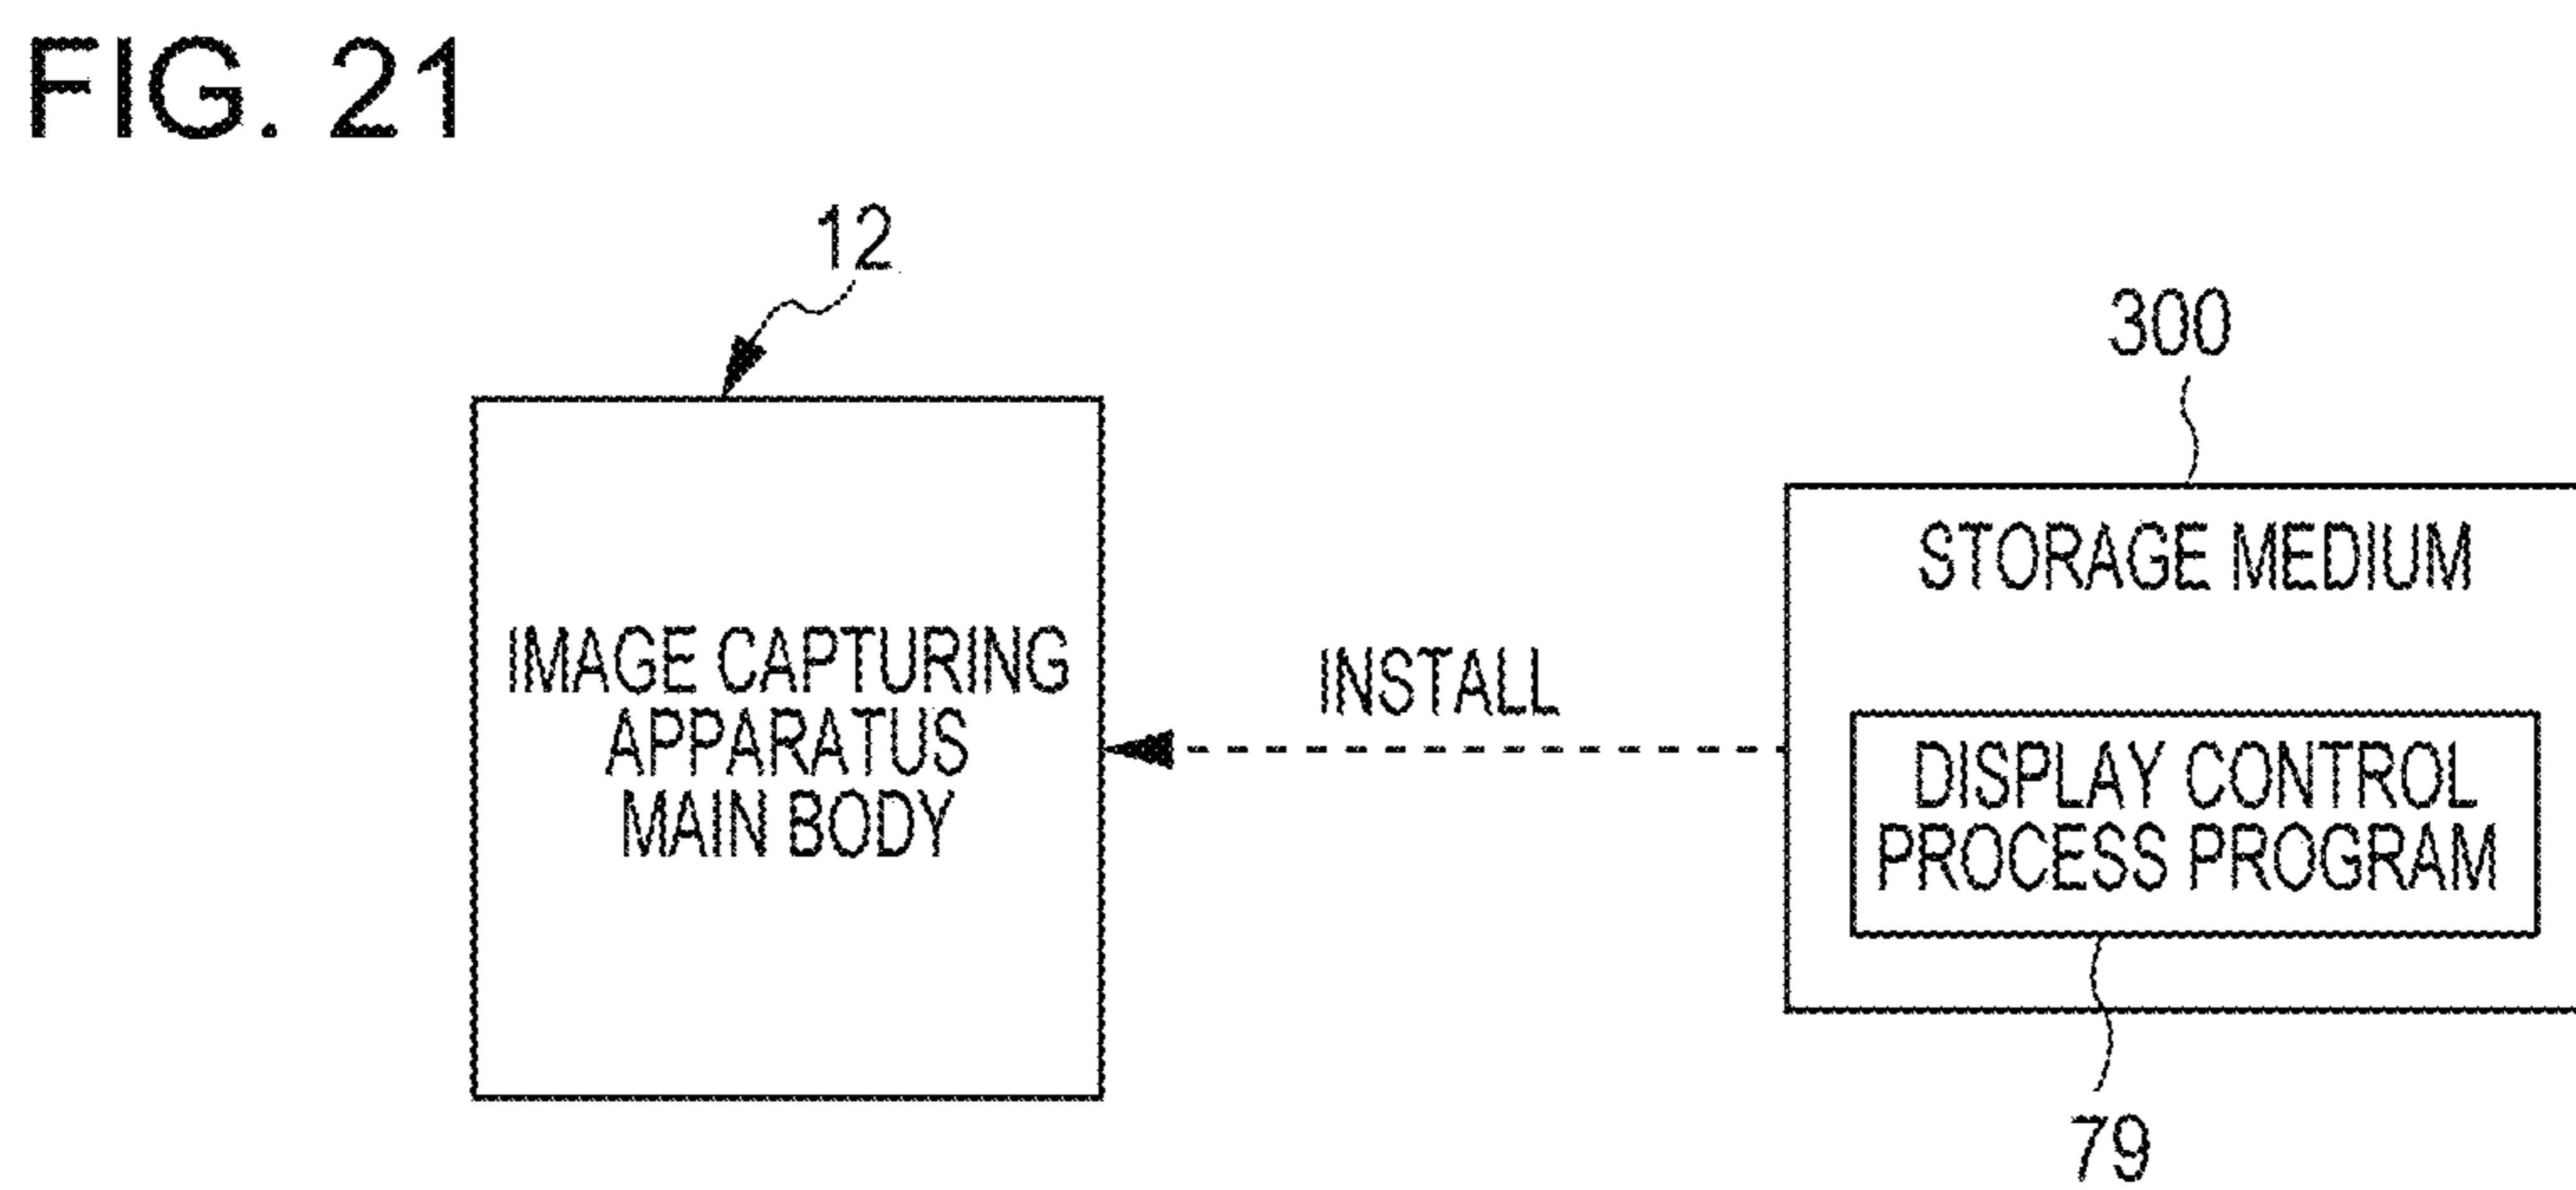 FIG. 21
12
IMAGE CAPTURING
APPARATUS
MAIN BODY
INSTALL
300
STORAGE MEDIUM
DISPLAY CONTROL
PROCESS PROGRAM
79